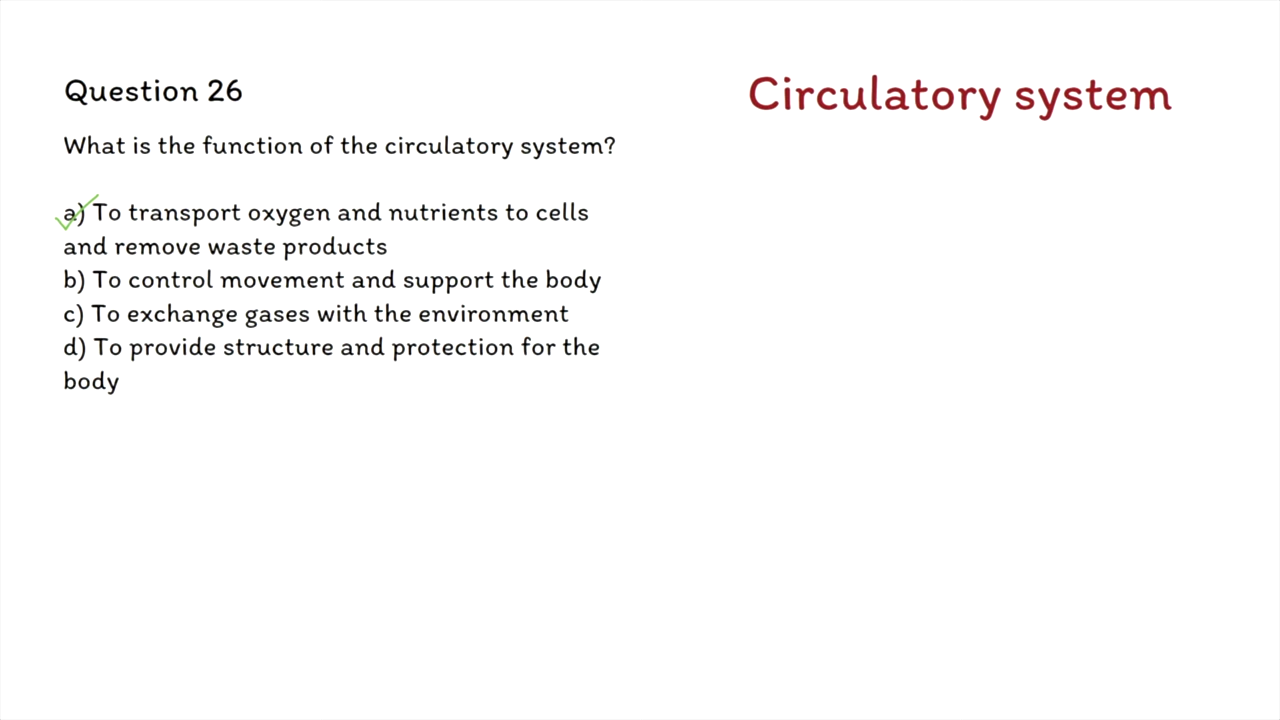 Question 26
Circulatory system
What is the function of the circulatory system?
a) To transport oxygen and nutrients to cells
and remove waste products
b) To control movement and support the body
c) To exchange gases with the environment
d) To provide structure and protection for the
body